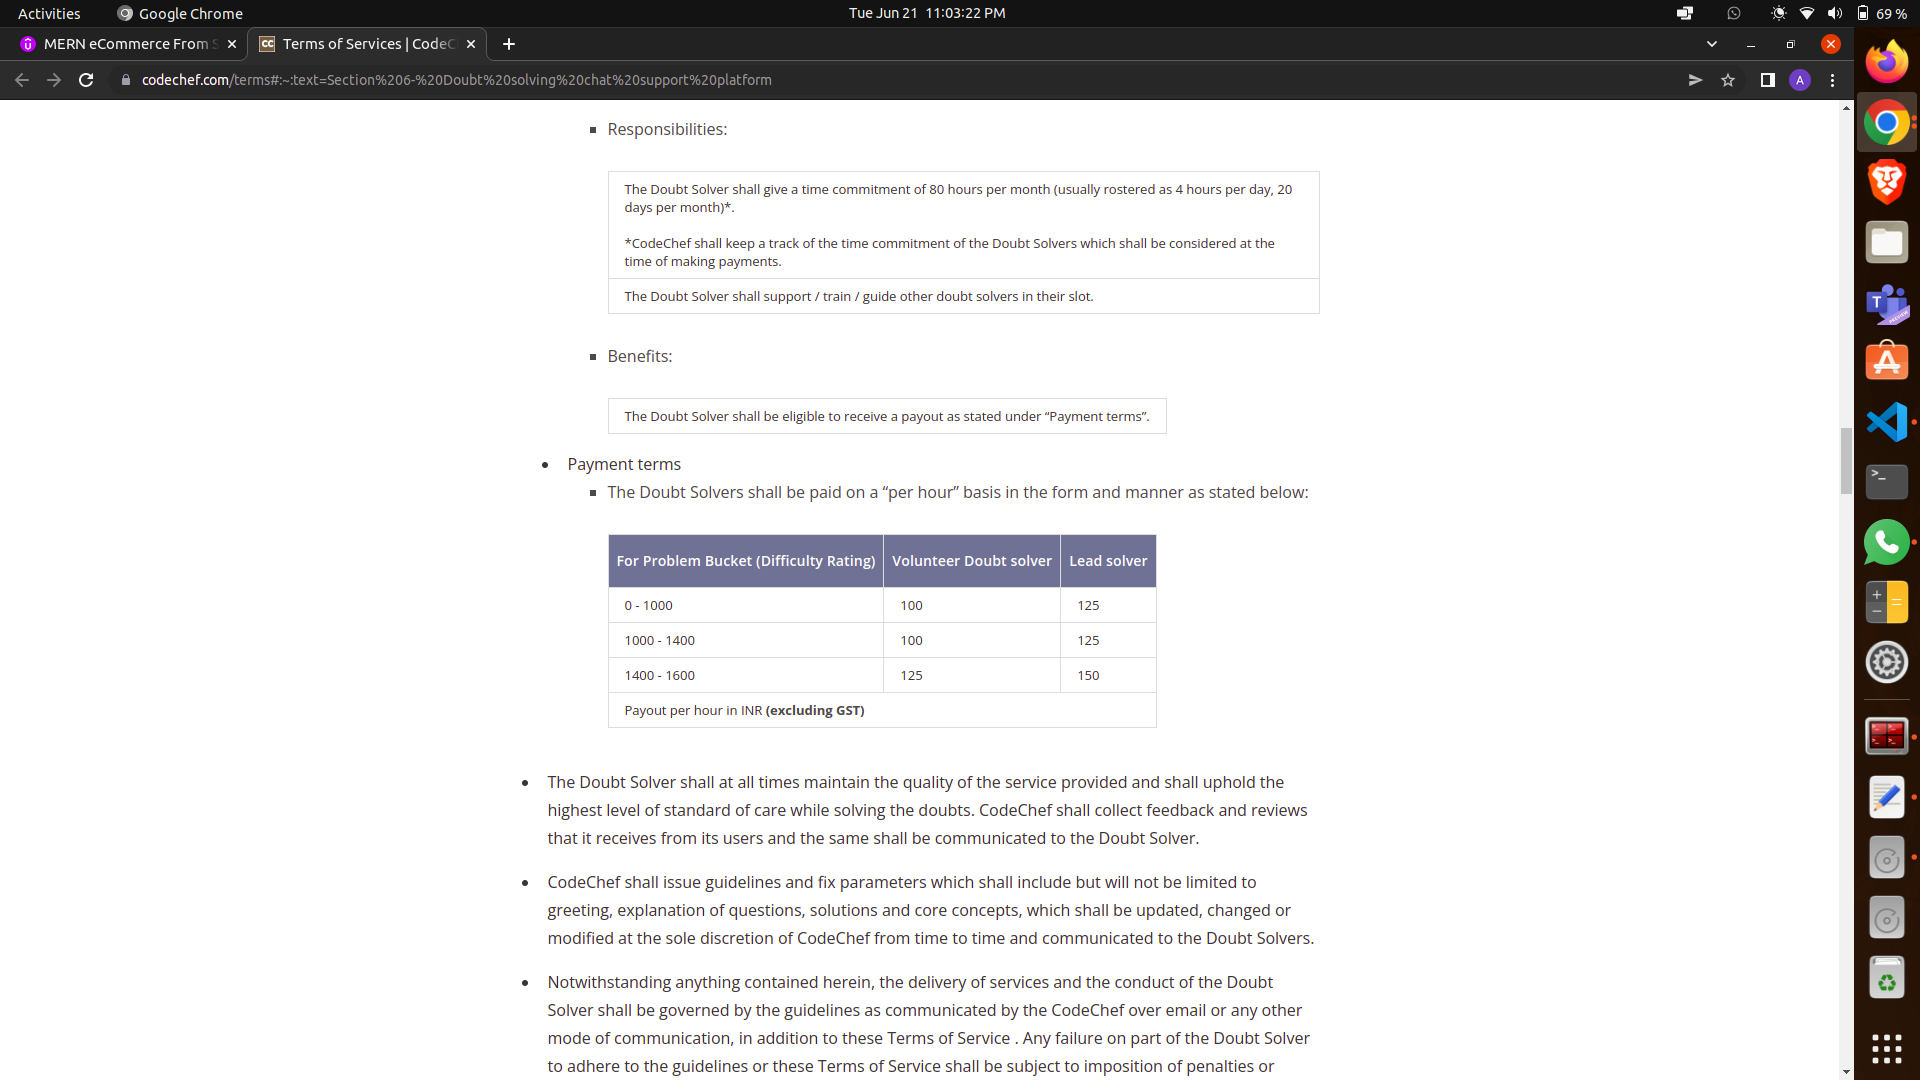 Activities
Google Chrome
Tue Jun 21 11:03:22 PM
69 %
MERN eCommerce From S
Terms of Services | CodeC
codechef.com/terms#:~:text=Section%206-%20Doubt%20solving%20chat%20support%20platform
A
Responsibilities:
The Doubt Solver shall give a time commitment of 80 hours per month (usually rostered as 4 hours per day, 20
days per month)*.
*CodeChef shall keep a track of the time commitment of the Doubt Solvers which shall be considered at the
time of making payments.
The Doubt Solver shall support / train / guide other doubt solvers in their slot.
Benefits:
The Doubt Solver shall be eligible to receive a payout as stated under “Payment terms”.
Payment terms
The Doubt Solvers shall be paid on a “per hour” basis in the form and manner as stated below:
For Problem Bucket (Difficulty Rating) Volunteer Doubt solver Lead solver
0 - 1000 100 125
1000 - 1400 100 125
1400 - 1600 125 150
Payout per hour in INR (excluding GST)
The Doubt Solver shall at all times maintain the quality of the service provided and shall uphold the
highest level of standard of care while solving the doubts. CodeChef shall collect feedback and reviews
that it receives from its users and the same shall be communicated to the Doubt Solver.
CodeChef shall issue guidelines and fix parameters which shall include but will not be limited to
greeting, explanation of questions, solutions and core concepts, which shall be updated, changed or
modified at the sole discretion of CodeChef from time to time and communicated to the Doubt Solvers.
Notwithstanding anything contained herein, the delivery of services and the conduct of the Doubt
Solver shall be governed by the guidelines as communicated by the CodeChef over email or any other
mode of communication, in addition to these Terms of Service . Any failure on part of the Doubt Solver
to adhere to the guidelines or these Terms of Service shall be subject to imposition of penalties or